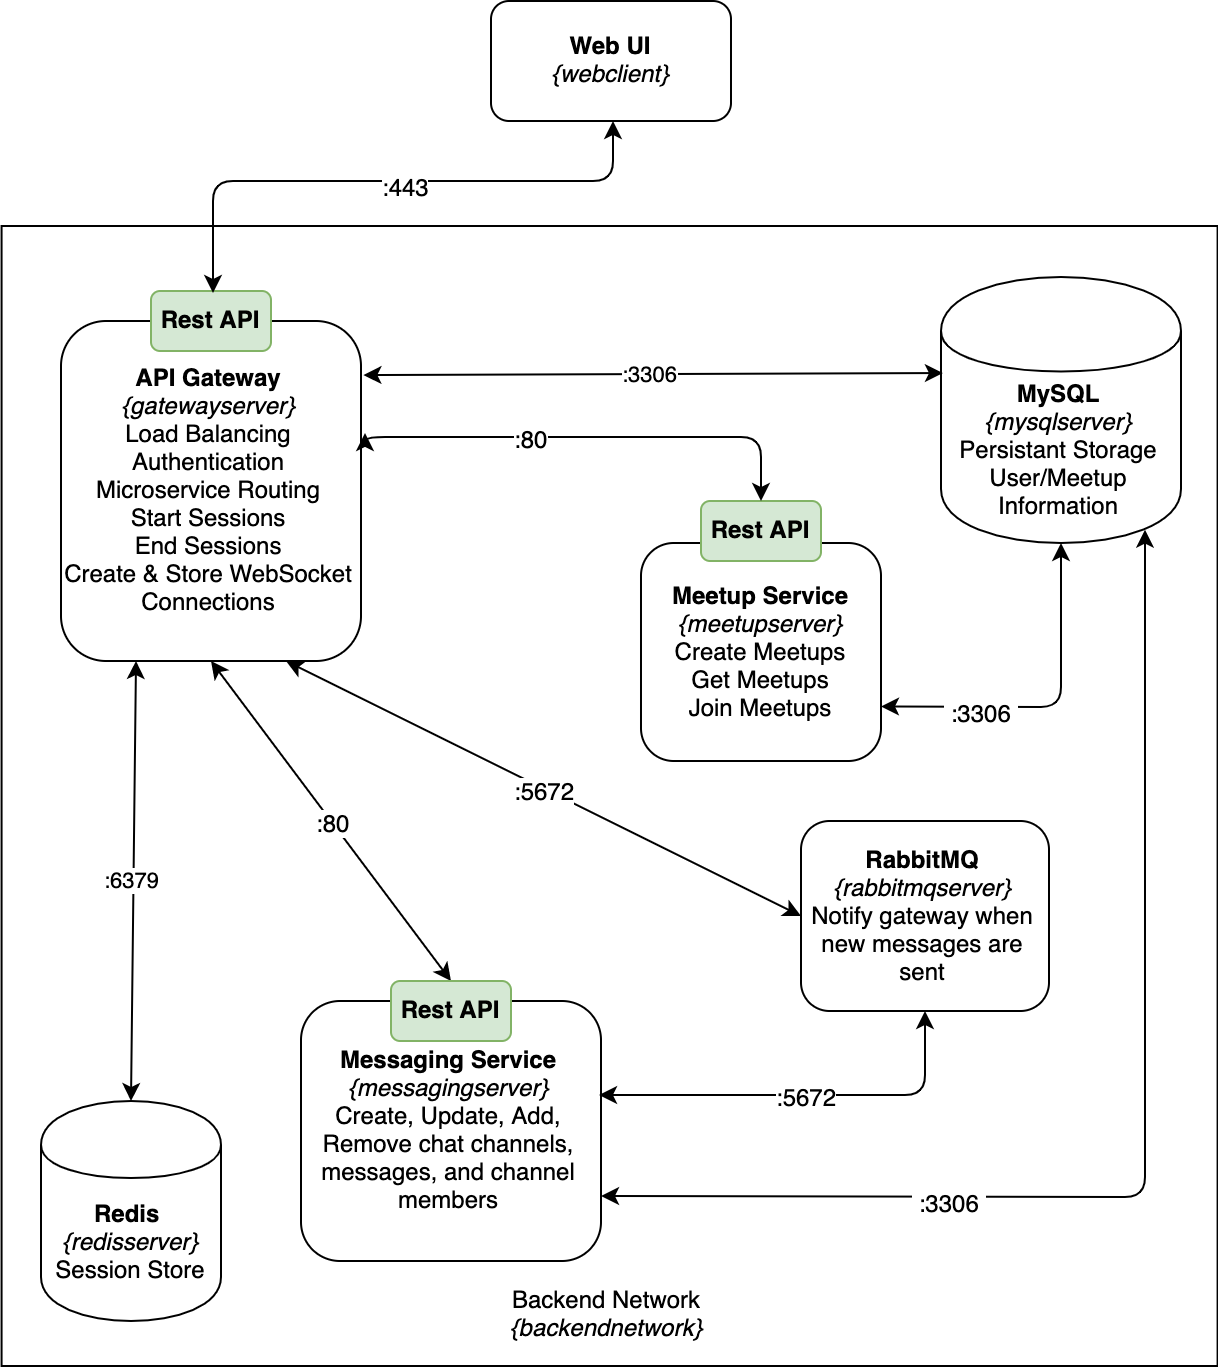 Web UI
{webclient}
:443
Rest API
API Gateway
{gatewayserver}
Load Balancing
Authentication
Microservice Routing
Start Sessions
End Sessions
Create & Store WebSocket
Connections
:3306
MySQL
{mysqlserver}
Persistant Storage
User/Meetup
Information
:80
Rest API
Meetup Service
{meetupserver}
Create Meetups
Get Meetups
Join Meetups
:3306
:5672
:80
RabbitMQ
{rabbitmqserver}
Notify gateway when
new messages are
sent
:6379
Rest API
Messaging Service
{messagingserver}
Create, Update, Add,
Remove chat channels,
messages, and channel
members
:5672
:3306
Redis
{redisserver}
Session Store
Backend Network
{backendnetwork}